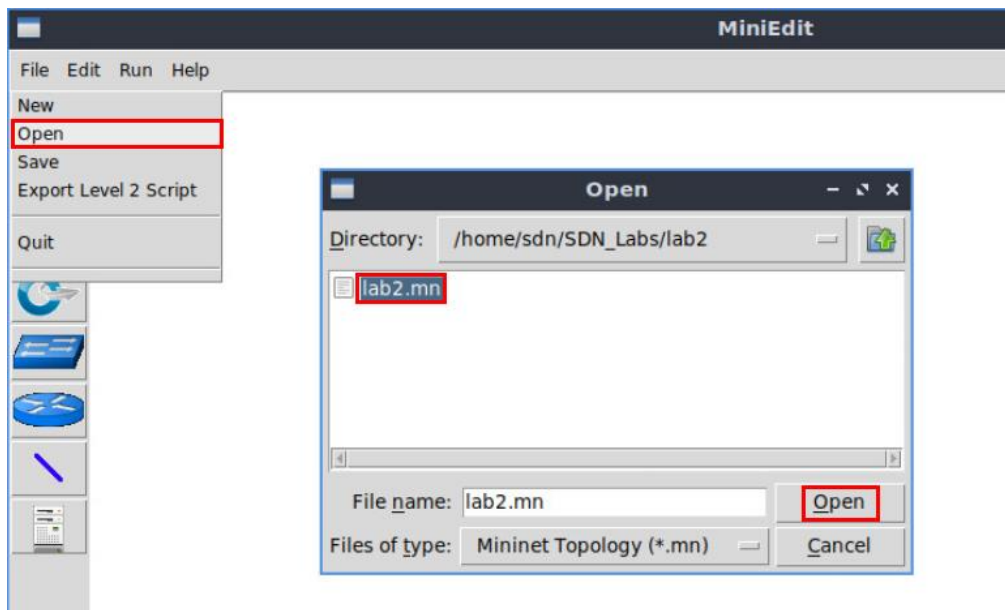 MiniEdit
File Edit Run Help
New
Open
Save
Export Level 2 Script
Quit
Open
Directory: /home/sdn/SDN_Labs/lab2
lab2.mn
File name: lab2.mn
Open
Files of type: Mininet Topology (*.mn)
Cancel